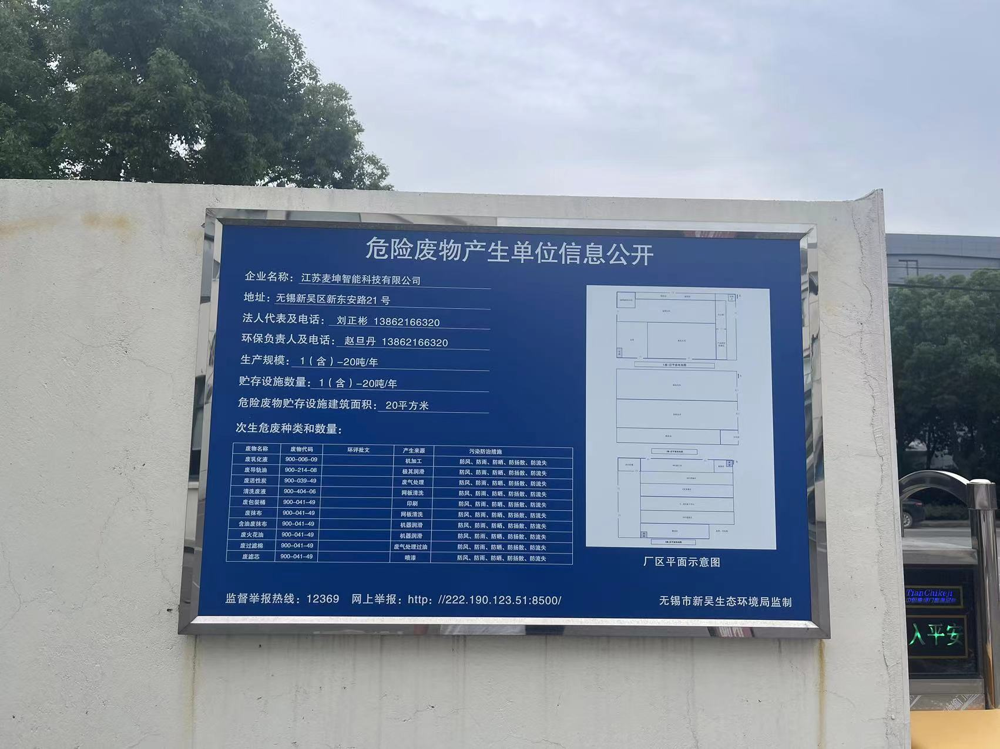 危险废物产生单位信息公开
企业名称：江苏麦坤智能科技有限公司
地址：无锡新吴区新东安路21号
法人代表及电话：刘正彬 13862166320
环保负责人及电话：赵旦丹 13862166320
生产规模：1（含）-20吨/年
贮存设施数量：1（含）-20吨/年
危险废物贮存设施建筑面积：20平方米
次生危废种类和数量：
废物名称 废物代码 环评批文 产生来源 污染防治措施
废乳化液 900-006-09 机加工 防风、防雨、防晒、防扬散、防流失
废导轨油 900-214-08 极其润滑 防风、防雨、防晒、防扬散、防流失
废活性炭 900-039-49 废气处理 防风、防雨、防晒、防扬散、防流失
清洗废液 900-404-06 网板清洗 防风、防雨、防晒、防扬散、防流失
废包装桶 900-041-49 印刷 防风、防雨、防晒、防扬散、防流失
废抹布 900-041-49 网板清洗 防风、防雨、防晒、防扬散、防流失
含油废抹布 900-041-49 机器润滑 防风、防雨、防晒、防扬散、防流失
废火花油 900-041-49 机器润滑 防风、防雨、防晒、防扬散、防流失
废过滤棉 900-041-49 废气处理过油 防风、防雨、防晒、防扬散、防流失
废滤芯 900-041-49 喷漆 防风、防雨、防晒、防扬散、防流失
厂区平面示意图
监督举报热线：12369 网上举报：http：//222.190.123.51:8500/
无锡市新吴生态环境局监制
TianChikeji
入平安